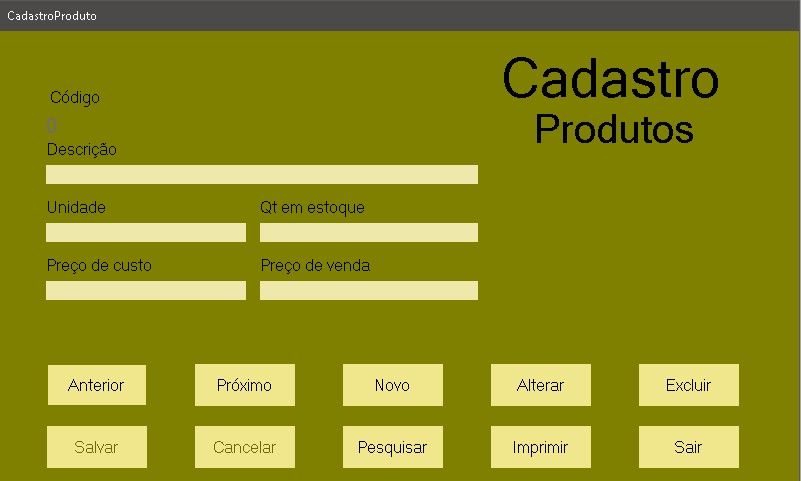 CadastroProduto
Cadastro
Produtos
Código
0
Descrição
Unidade
Qt em estoque
Preço de custo
Preço de venda
Anterior
Próximo
Novo
Alterar
Excluir
Salvar
Cancelar
Pesquisar
Imprimir
Sair